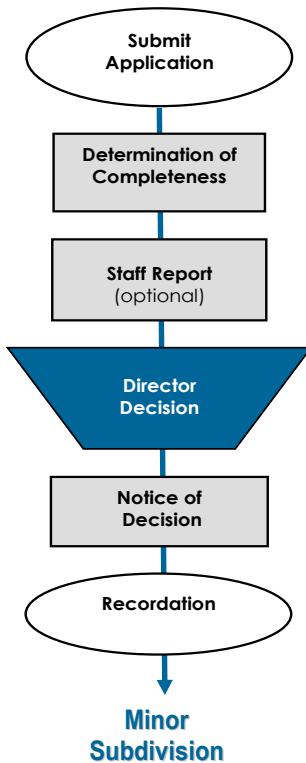 Submit
Application
Determination of
Completeness
Staff Report
(optional)
Director
Decision
Notice of
Decision
Recordation
Minor
Subdivision